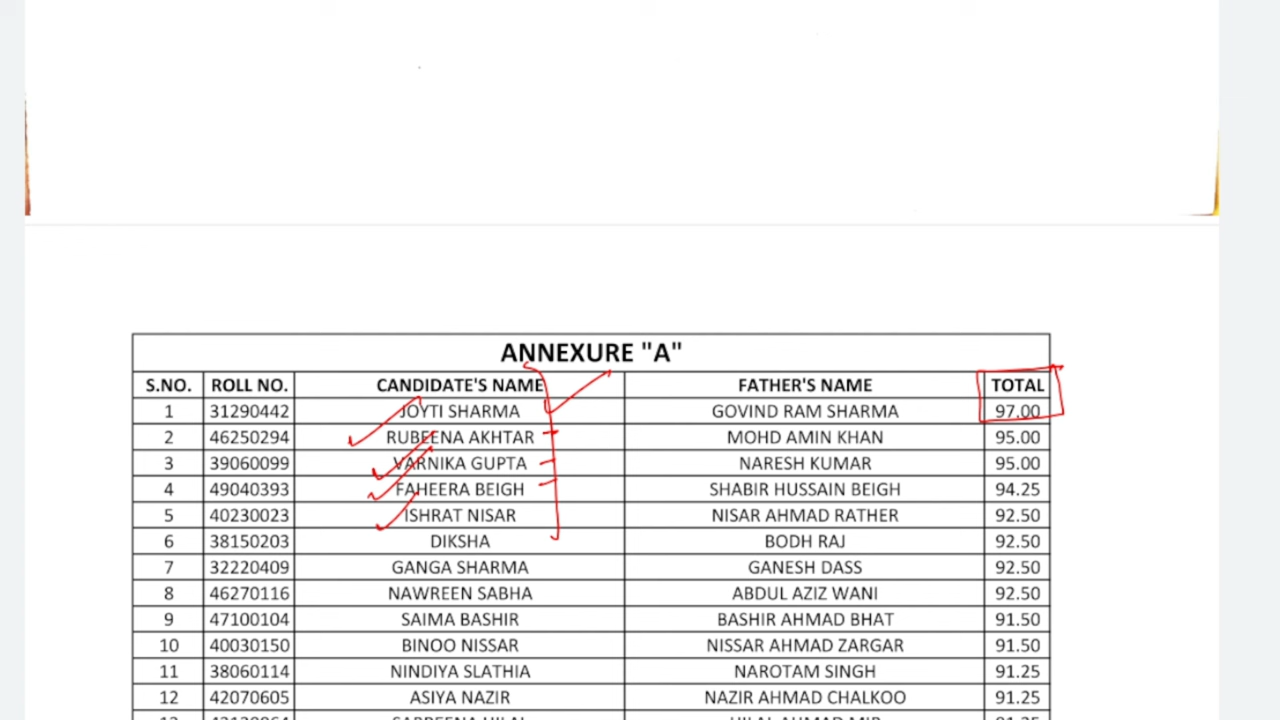 ANNEXURE "A"
S.NO. ROLL NO. CANDIDATE'S NAME FATHER'S NAME TOTAL
1 31290442 JOYTI SHARMA GOVIND RAM SHARMA 97.00
2 46250294 RUBEENA AKHTAR MOHD AMIN KHAN 95.00
3 39060099 VARNIKA GUPTA NARESH KUMAR 95.00
4 49040393 FAHEERA BEIGH SHABIR HUSSAIN BEIGH 94.25
5 40230023 ISHRAT NISAR NISAR AHMAD RATHER 92.50
6 38150203 DIKSHA BODH RAJ 92.50
7 32220409 GANGA SHARMA GANESH DASS 92.50
8 46270116 NAWREEN SABHA ABDUL AZIZ WANI 92.50
9 47100104 SAIMA BASHIR BASHIR AHMAD BHAT 91.50
10 40030150 BINOO NISSAR NISSAR AHMAD ZARGAR 91.50
11 38060114 NINDIYA SLATHIA NAROTAM SINGH 91.25
12 42070605 ASIYA NAZIR NAZIR AHMAD CHALKOO 91.25